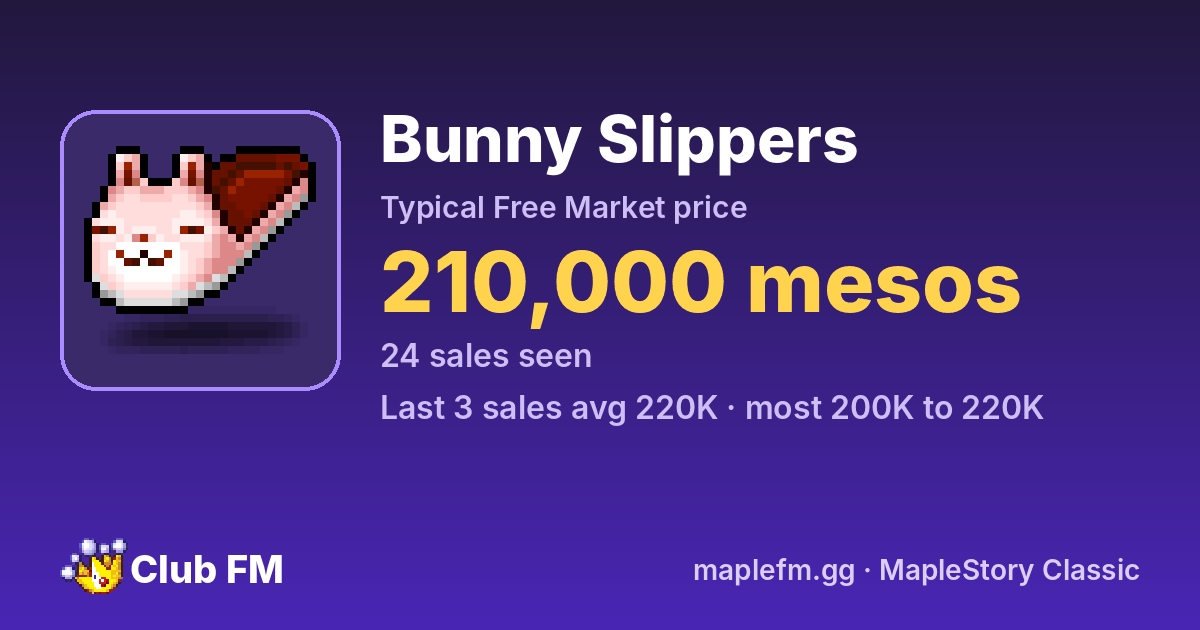 Bunny Slippers
Typical Free Market price
210,000 mesos
24 sales seen
Last 3 sales avg 220K · most 200K to 220K
Club FM
maplefm.gg · MapleStory Classic